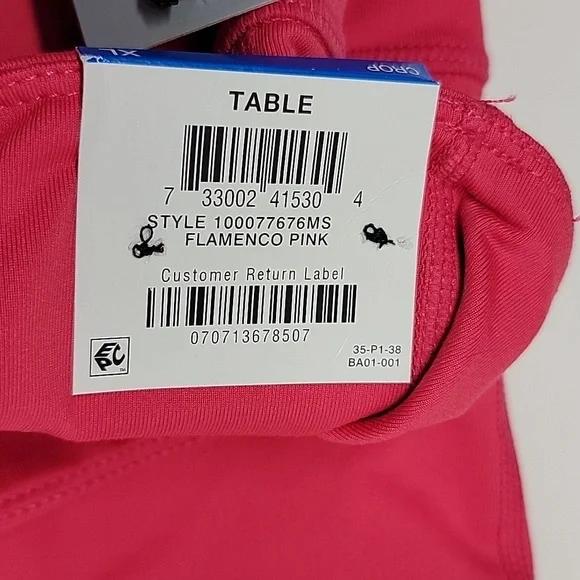 XL
CROP
TABLE
7 33002 41530 4
STYLE 100077676MS
FLAMENCO PINK
Customer Return Label
070713678507
EPC
35-P1-38
BA01-001